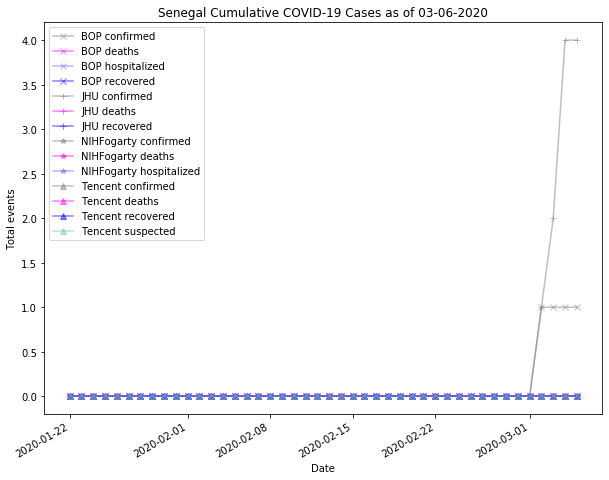 Senegal Cumulative COVID-19 Cases as of 03-06-2020
BOP confirmed
BOP deaths
BOP hospitalized
BOP recovered
JHU confirmed
JHU deaths
JHU recovered
NIHFogarty confirmed
NIHFogarty deaths
NIHFogarty hospitalized
Tencent confirmed
Tencent deaths
Tencent recovered
Tencent suspected
Total events
4.0
3.5
3.0
2.5
2.0
1.5
1.0
0.5
0.0
2020-01-22
2020-02-01
2020-02-08
2020-02-15
2020-02-22
2020-03-01
Date